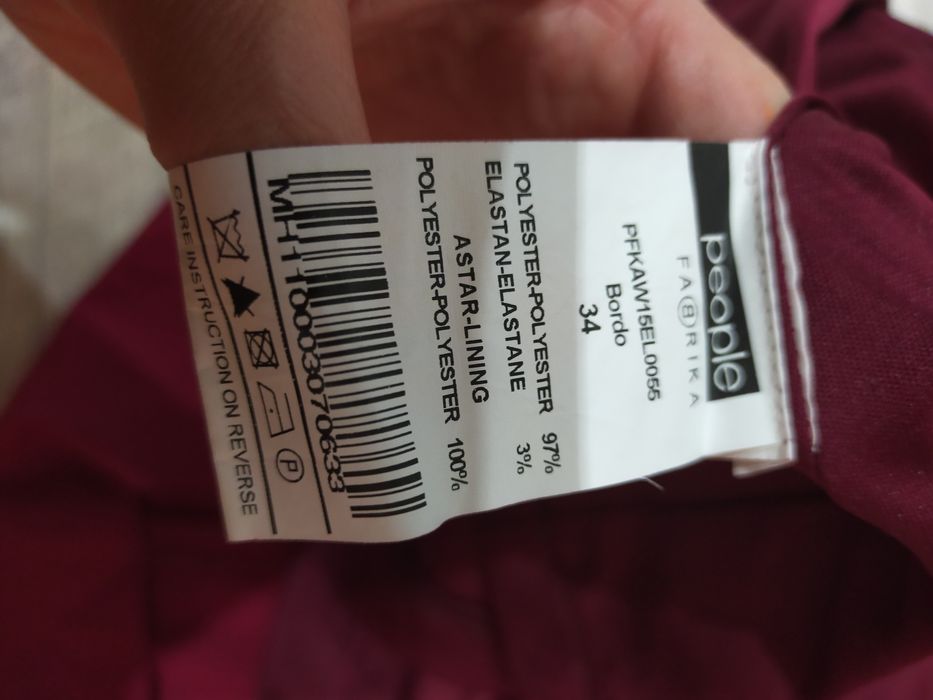 people
FABRIKA
PFKAW15EL0055
Bordo
34
POLYESTER-POLYESTER 97%
ELASTAN-ELASTANE 3%
ASTAR-LINING
POLYESTER-POLYESTER 100%
MH110003070633
P
CARE INSTRUCTION ON REVERSE